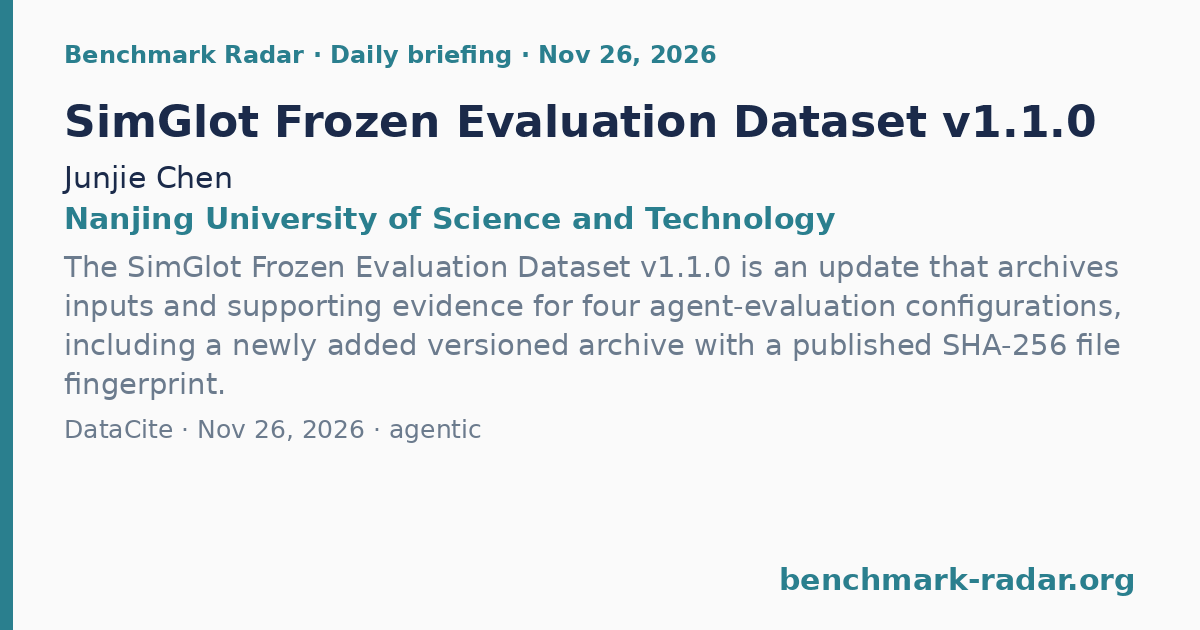 Benchmark Radar · Daily briefing · Nov 26, 2026
SimGlot Frozen Evaluation Dataset v1.1.0
Junjie Chen
Nanjing University of Science and Technology
The SimGlot Frozen Evaluation Dataset v1.1.0 is an update that archives
inputs and supporting evidence for four agent-evaluation configurations,
including a newly added versioned archive with a published SHA-256 file
fingerprint.
DataCite · Nov 26, 2026 · agentic
benchmark-radar.org